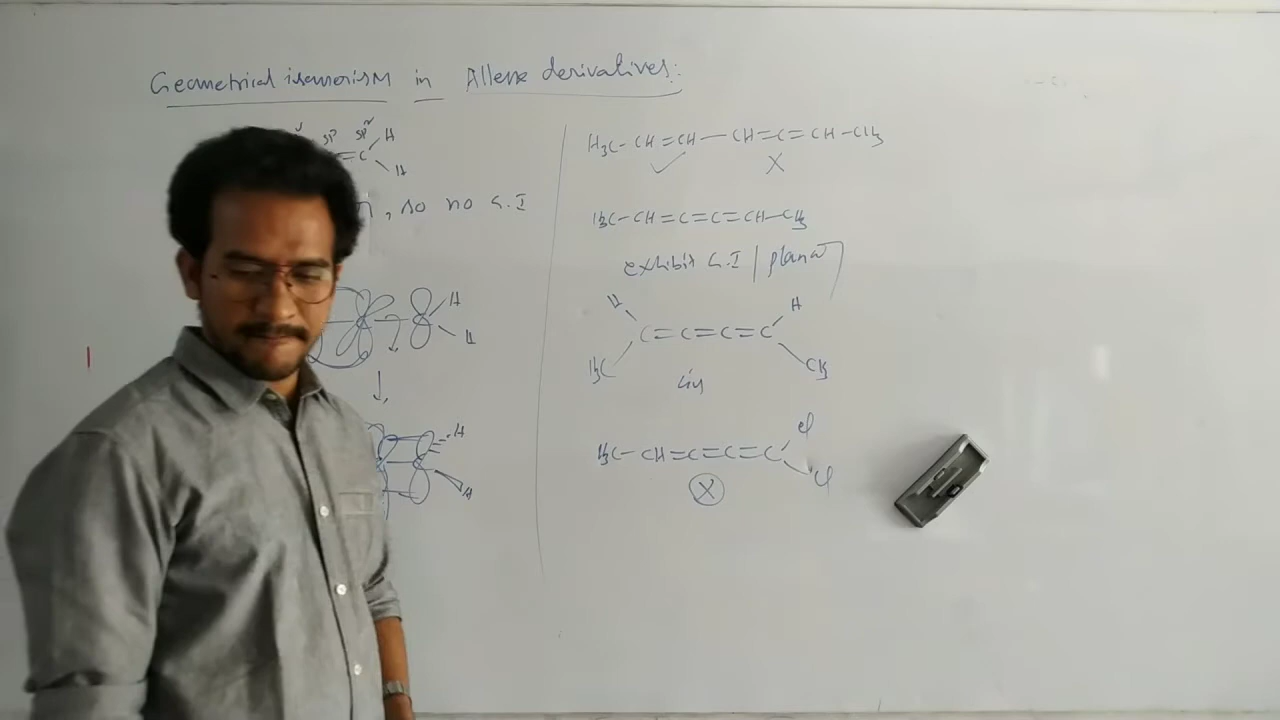 Geometrical isomerism in Allene derivatives:
sp sp² H
=C
H
, so no G.I
H
H
H
H
H₃C-CH=CH-CH=C=CH-CH₃
✓ X
H₃C-CH=C=C=CH-CH₃
exhibit G.I / planar
H H
C=C=C=C
H₃C CH₃
cis
Cl
H₃C-CH=C=C=C
Cl
X